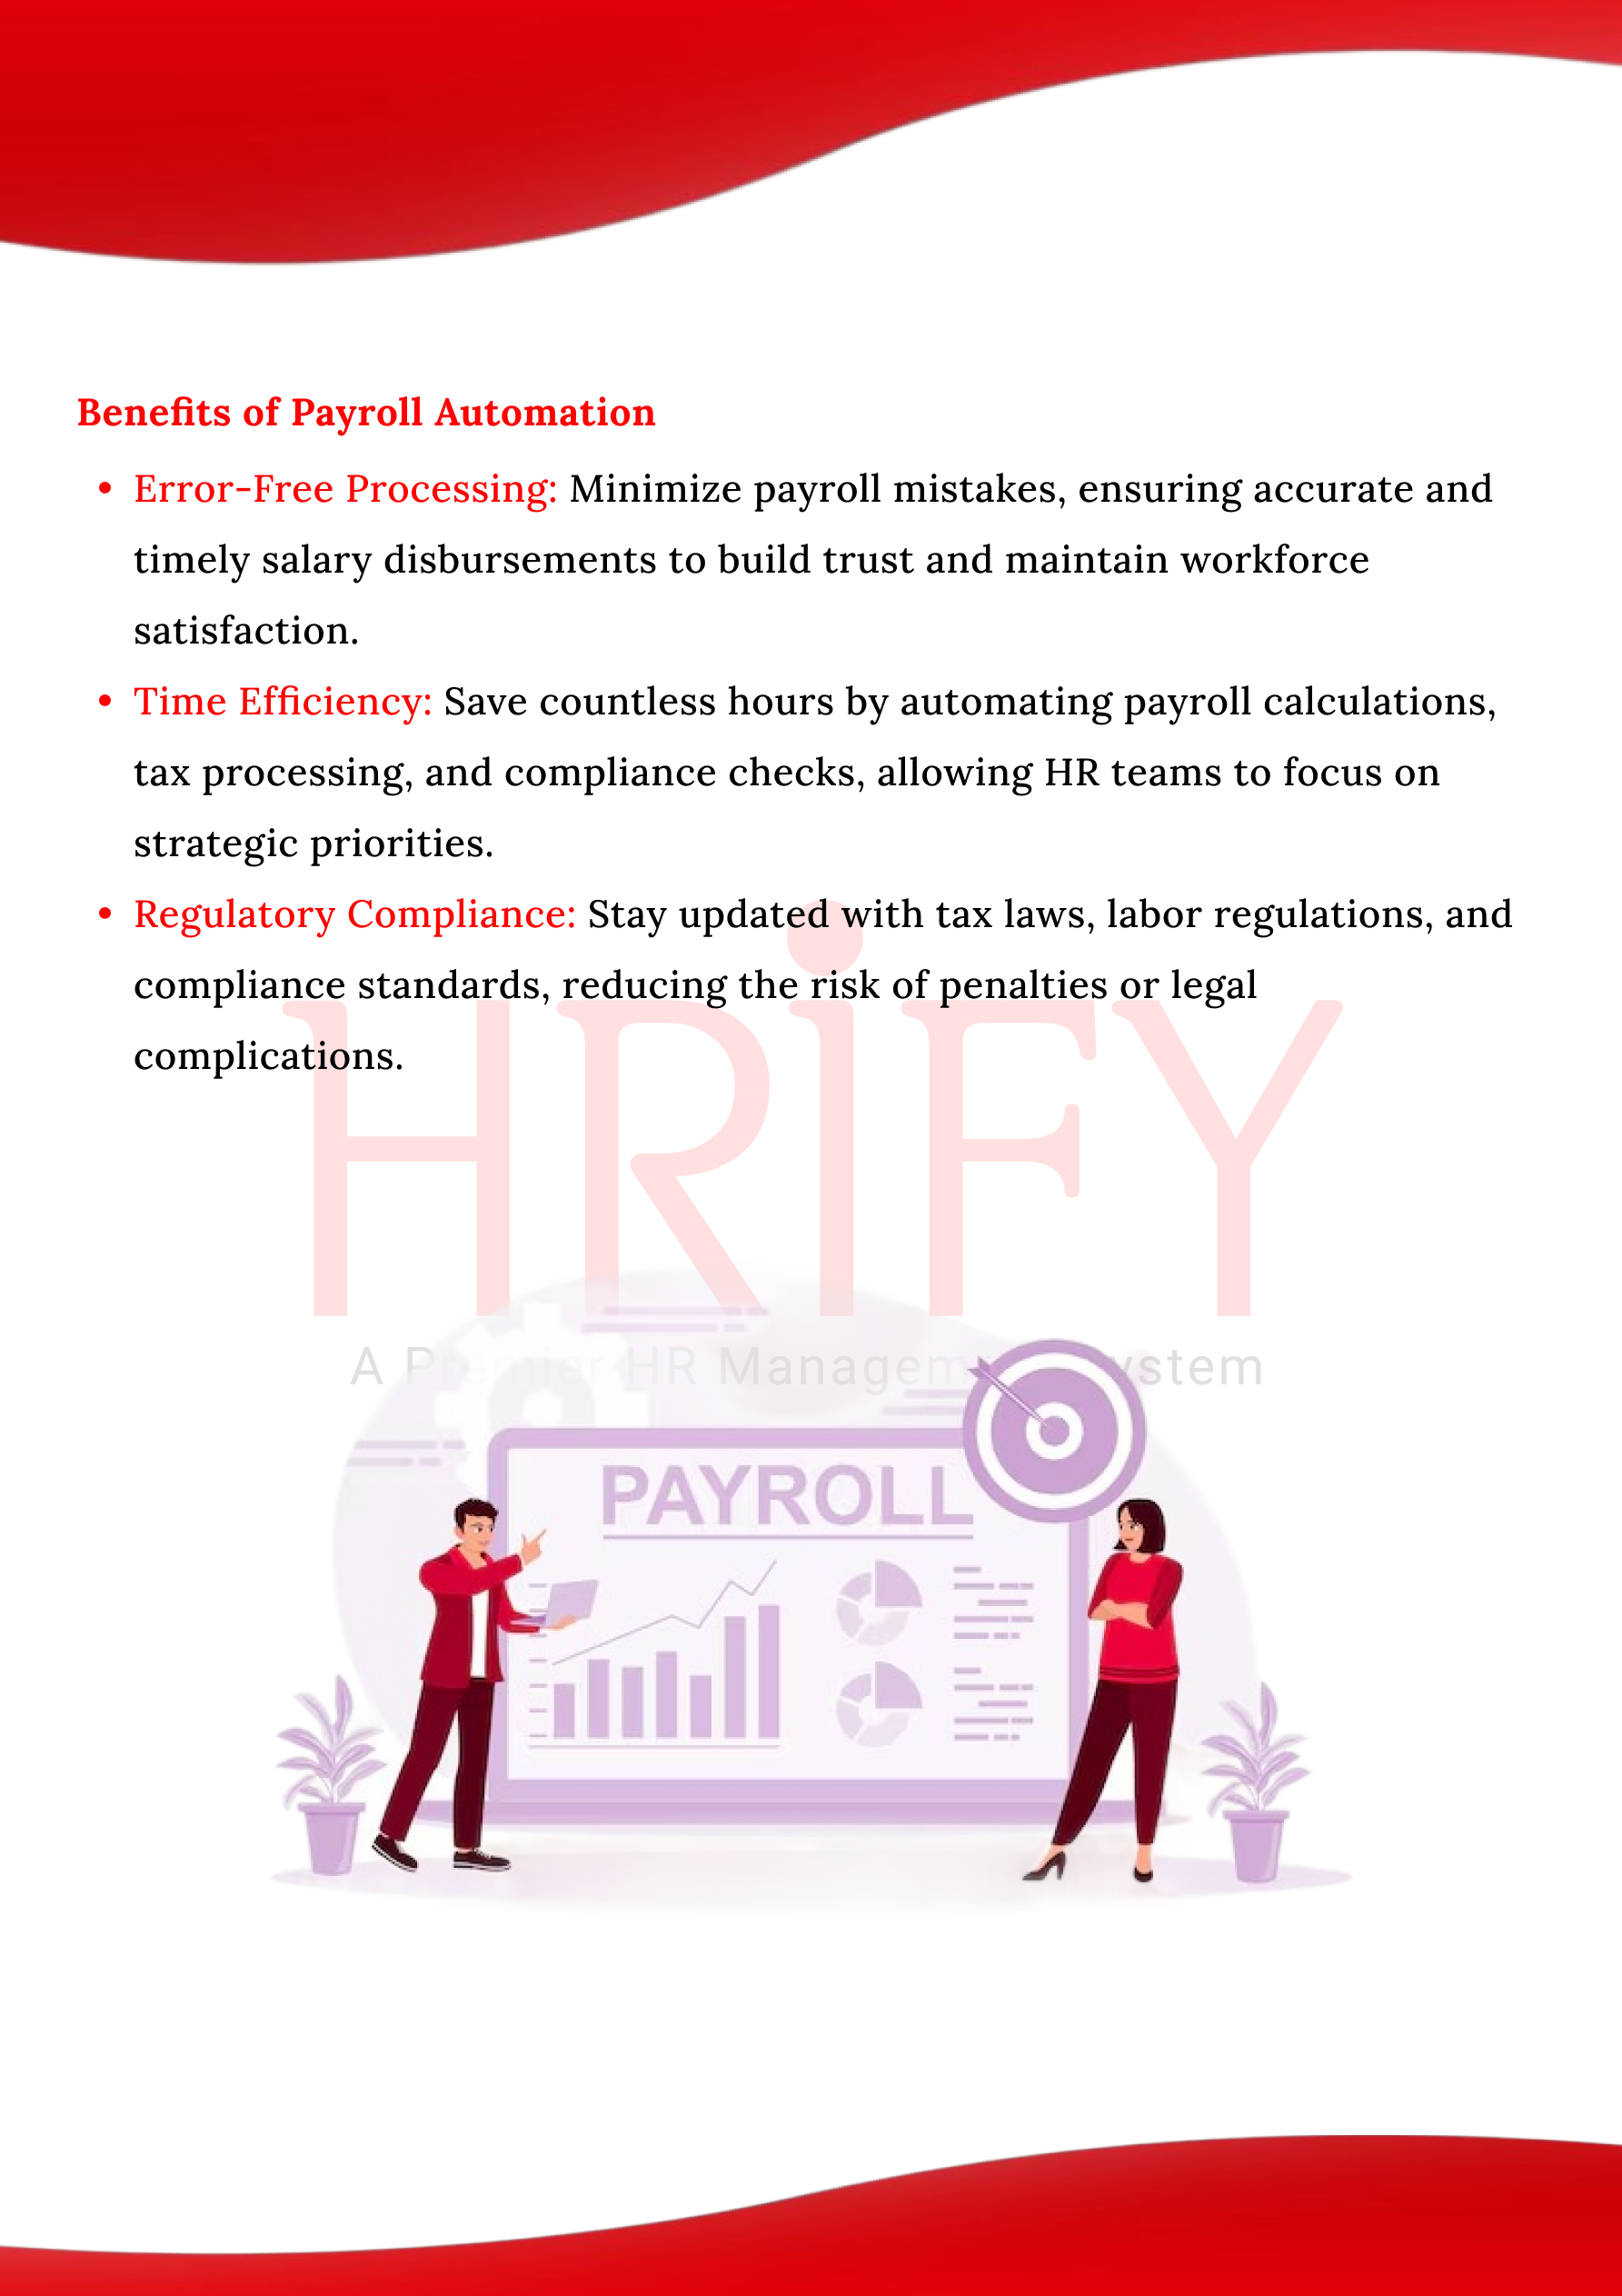 Benefits of Payroll Automation
• Error-Free Processing: Minimize payroll mistakes, ensuring accurate and
timely salary disbursements to build trust and maintain workforce
satisfaction.
• Time Efficiency: Save countless hours by automating payroll calculations,
tax processing, and compliance checks, allowing HR teams to focus on
strategic priorities.
• Regulatory Compliance: Stay updated with tax laws, labor regulations, and
compliance standards, reducing the risk of penalties or legal
complications.
HRiFY
A Premier HR Management System
PAYROLL